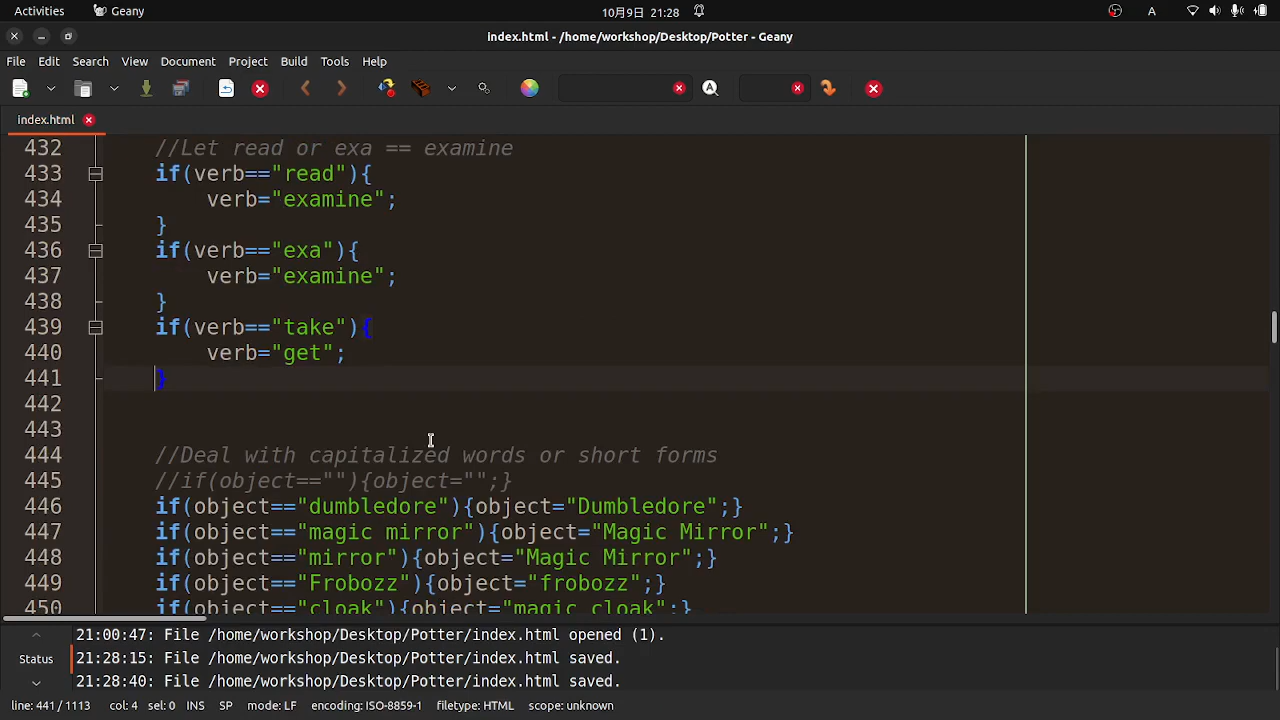 Activities Geany 10月9日 21:28 A
index.html - /home/workshop/Desktop/Potter - Geany
File Edit Search View Document Project Build Tools Help
index.html
432 //Let read or exa == examine
433 if(verb=="read"){
434 verb="examine";
435 }
436 if(verb=="exa"){
437 verb="examine";
438 }
439 if(verb=="take"){
440 verb="get";
441 }
442
443
444 //Deal with capitalized words or short forms
445 //if(object==""){object="";}
446 if(object=="dumbledore"){object="Dumbledore";}
447 if(object=="magic mirror"){object="Magic Mirror";}
448 if(object=="mirror"){object="Magic Mirror";}
449 if(object=="Frobozz"){object="frobozz";}
450 if(object=="cloak"){object="magic cloak";}
21:00:47: File /home/workshop/Desktop/Potter/index.html opened (1).
Status 21:28:15: File /home/workshop/Desktop/Potter/index.html saved.
21:28:40: File /home/workshop/Desktop/Potter/index.html saved.
line: 441 / 1113 col: 4 sel: 0 INS SP mode: LF encoding: ISO-8859-1 filetype: HTML scope: unknown